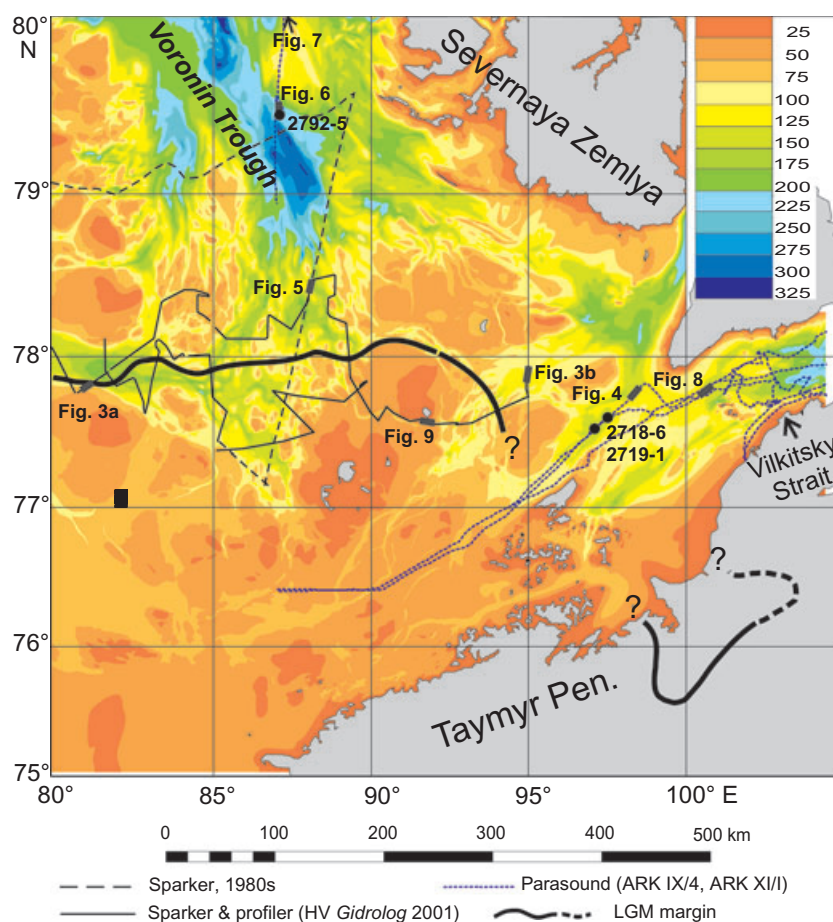 80°
N
Voronin Trough
Fig. 7
Fig. 6
2792-5
Severnaya Zemlya
25
50
75
100
125
150
175
200
225
250
275
300
325
79°
Fig. 5
78°
Fig. 3a
Fig. 3b
Fig. 4
Fig. 8
Fig. 9
?
2718-6
2719-1
Vilkitsky
Strait
77°
?
?
76°
Taymyr Pen.
75°
80°
85°
90°
95°
100° E
0
100
200
300
400
500 km
Sparker, 1980s
Parasound (ARK IX/4, ARK XI/I)
Sparker & profiler (HV Gidrolog 2001)
LGM margin